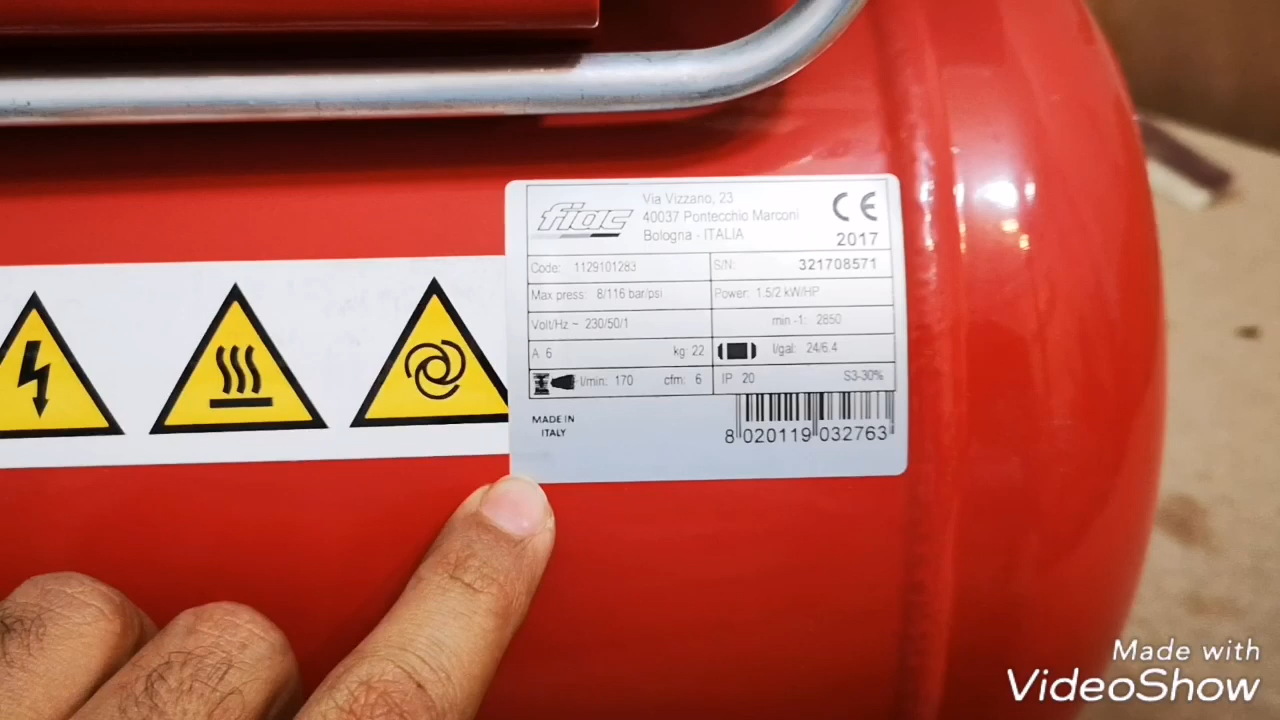 fiac
Via Vizzano, 23
40037 Pontecchio Marconi
Bologna - ITALIA
CE
2017
Code: 1129101283 S/N: 321708571
Max press: 8/116 bar/psi Power: 1.5/2 kW/HP
Volt/Hz ~ 230/50/1 min -1: 2850
A 6 kg: 22 l/gal: 24/6.4
l/min: 170 cfm: 6 IP 20 S3-30%
MADE IN
ITALY
8 020119 032763
Made with
VideoShow